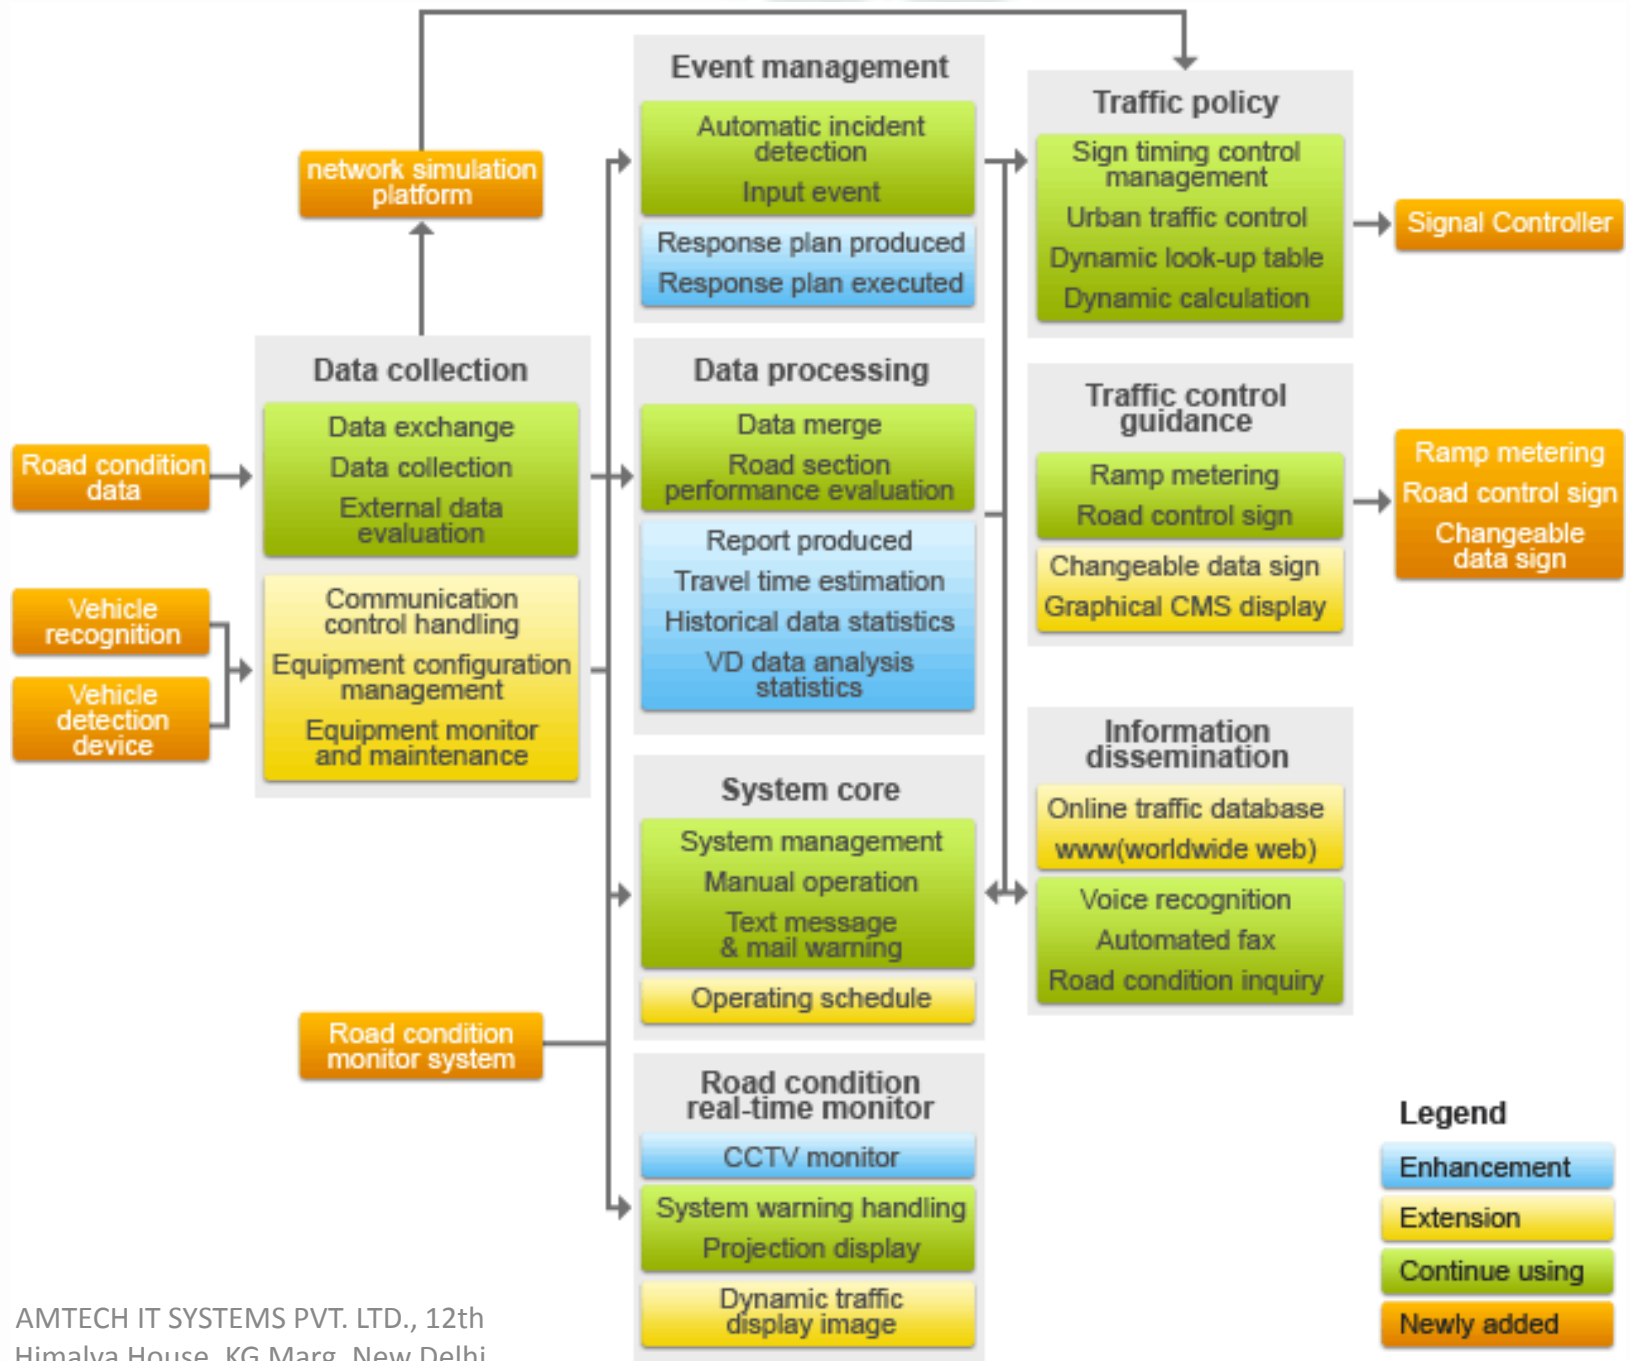 Event management
Automatic incident
detection
Input event
Response plan produced
Response plan executed
Traffic policy
Sign timing control
management
Urban traffic control
Dynamic look-up table
Dynamic calculation
Signal Controller
network simulation
platform
Data collection
Data exchange
Data collection
External data
evaluation
Communication
control handling
Equipment configuration
management
Equipment monitor
and maintenance
Road condition
data
Vehicle
recognition
Vehicle
detection
device
Data processing
Data merge
Road section
performance evaluation
Report produced
Travel time estimation
Historical data statistics
VD data analysis
statistics
Traffic control
guidance
Ramp metering
Road control sign
Changeable data sign
Graphical CMS display
Ramp metering
Road control sign
Changeable
data sign
System core
System management
Manual operation
Text message
& mail warning
Operating schedule
Information
dissemination
Online traffic database
www(worldwide web)
Voice recognition
Automated fax
Road condition inquiry
Road condition
monitor system
Road condition
real-time monitor
CCTV monitor
System warning handling
Projection display
Dynamic traffic
display image
Legend
Enhancement
Extension
Continue using
Newly added
AMTECH IT SYSTEMS PVT. LTD., 12th
Himalya House, KG Marg, New Delhi